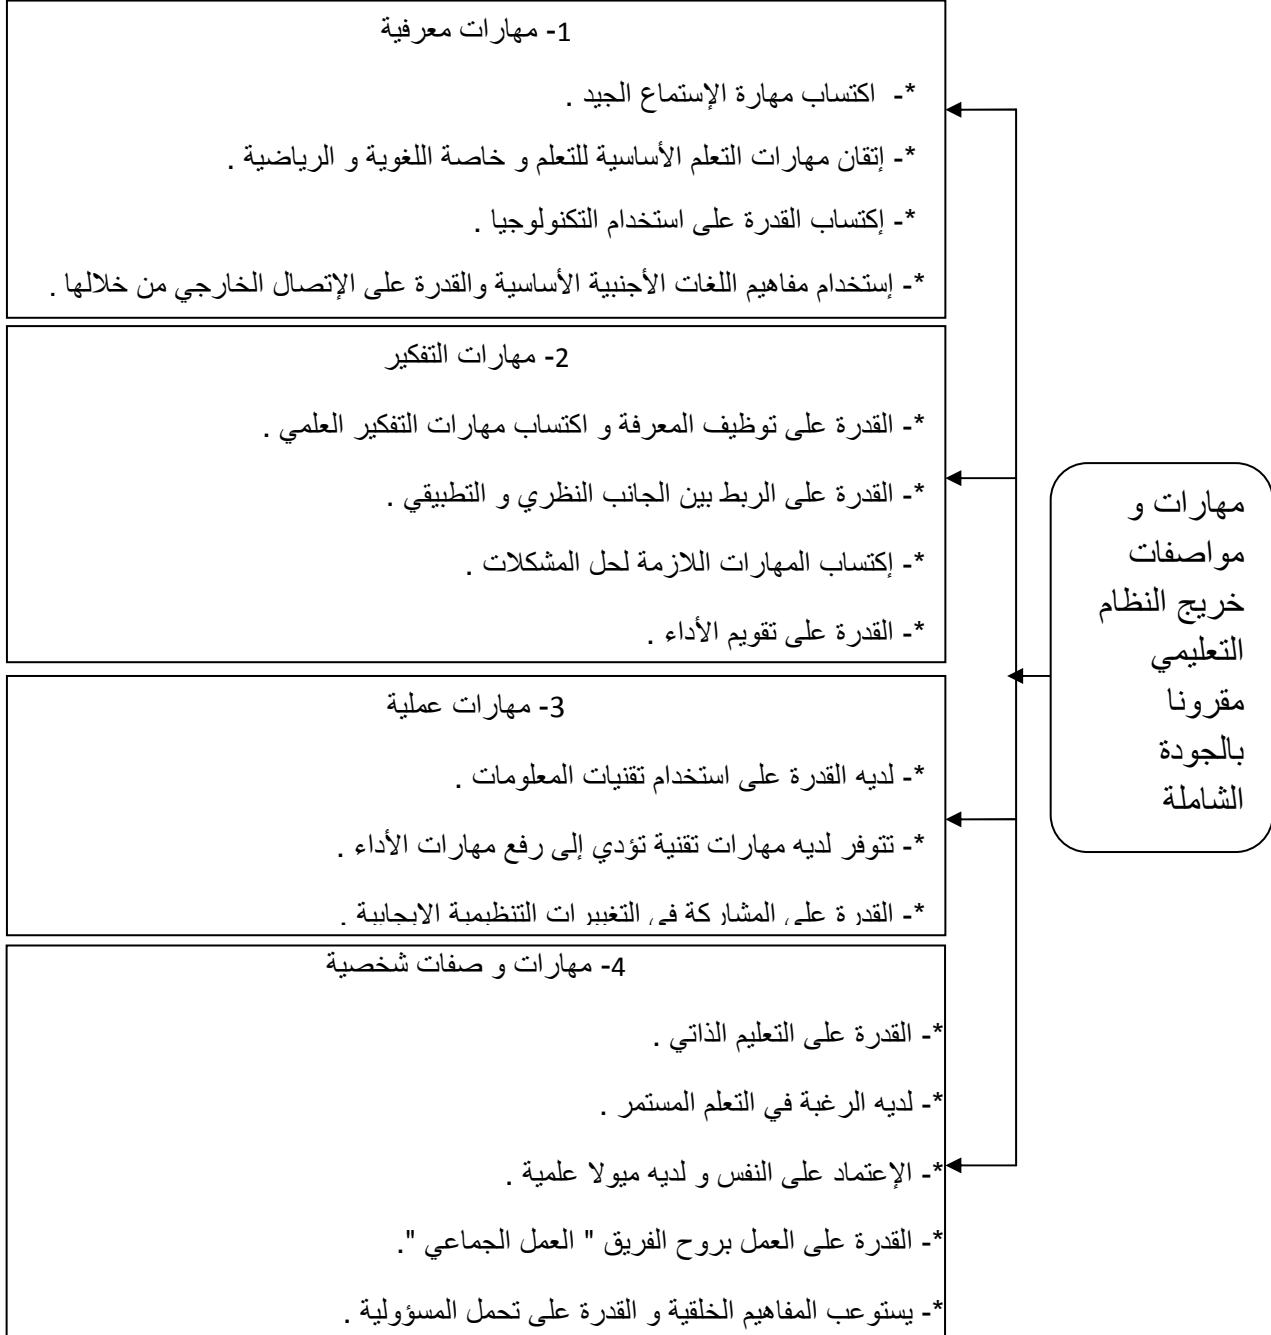 1- مهارات معرفية
*- اكتساب مهارة الإستماع الجيد .
*- إتقان مهارات التعلم الأساسية للتعلم و خاصة اللغوية و الرياضية .
*- إكتساب القدرة على استخدام التكنولوجيا .
*- إستخدام مفاهيم اللغات الأجنبية الأساسية والقدرة على الإتصال الخارجي من خلالها .
2- مهارات التفكير
*- القدرة على توظيف المعرفة و اكتساب مهارات التفكير العلمي .
*- القدرة على الربط بين الجانب النظري و التطبيقي .
*- إكتساب المهارات اللازمة لحل المشكلات .
*- القدرة على تقويم الأداء .
3- مهارات عملية
*- لديه القدرة على استخدام تقنيات المعلومات .
*- تتوفر لديه مهارات تقنية تؤدي إلى رفع مهارات الأداء .
*- القدرة على المشاركة في التغييرات التنظيمية الايجابية .
4- مهارات و صفات شخصية
*- القدرة على التعليم الذاتي .
*- لديه الرغبة في التعلم المستمر .
*- الإعتماد على النفس و لديه ميولا علمية .
*- القدرة على العمل بروح الفريق " العمل الجماعي ".
*- يستوعب المفاهيم الخلقية و القدرة على تحمل المسؤولية .
مهارات و
مواصفات
خريج النظام
التعليمي
مقرونا
بالجودة
الشاملة